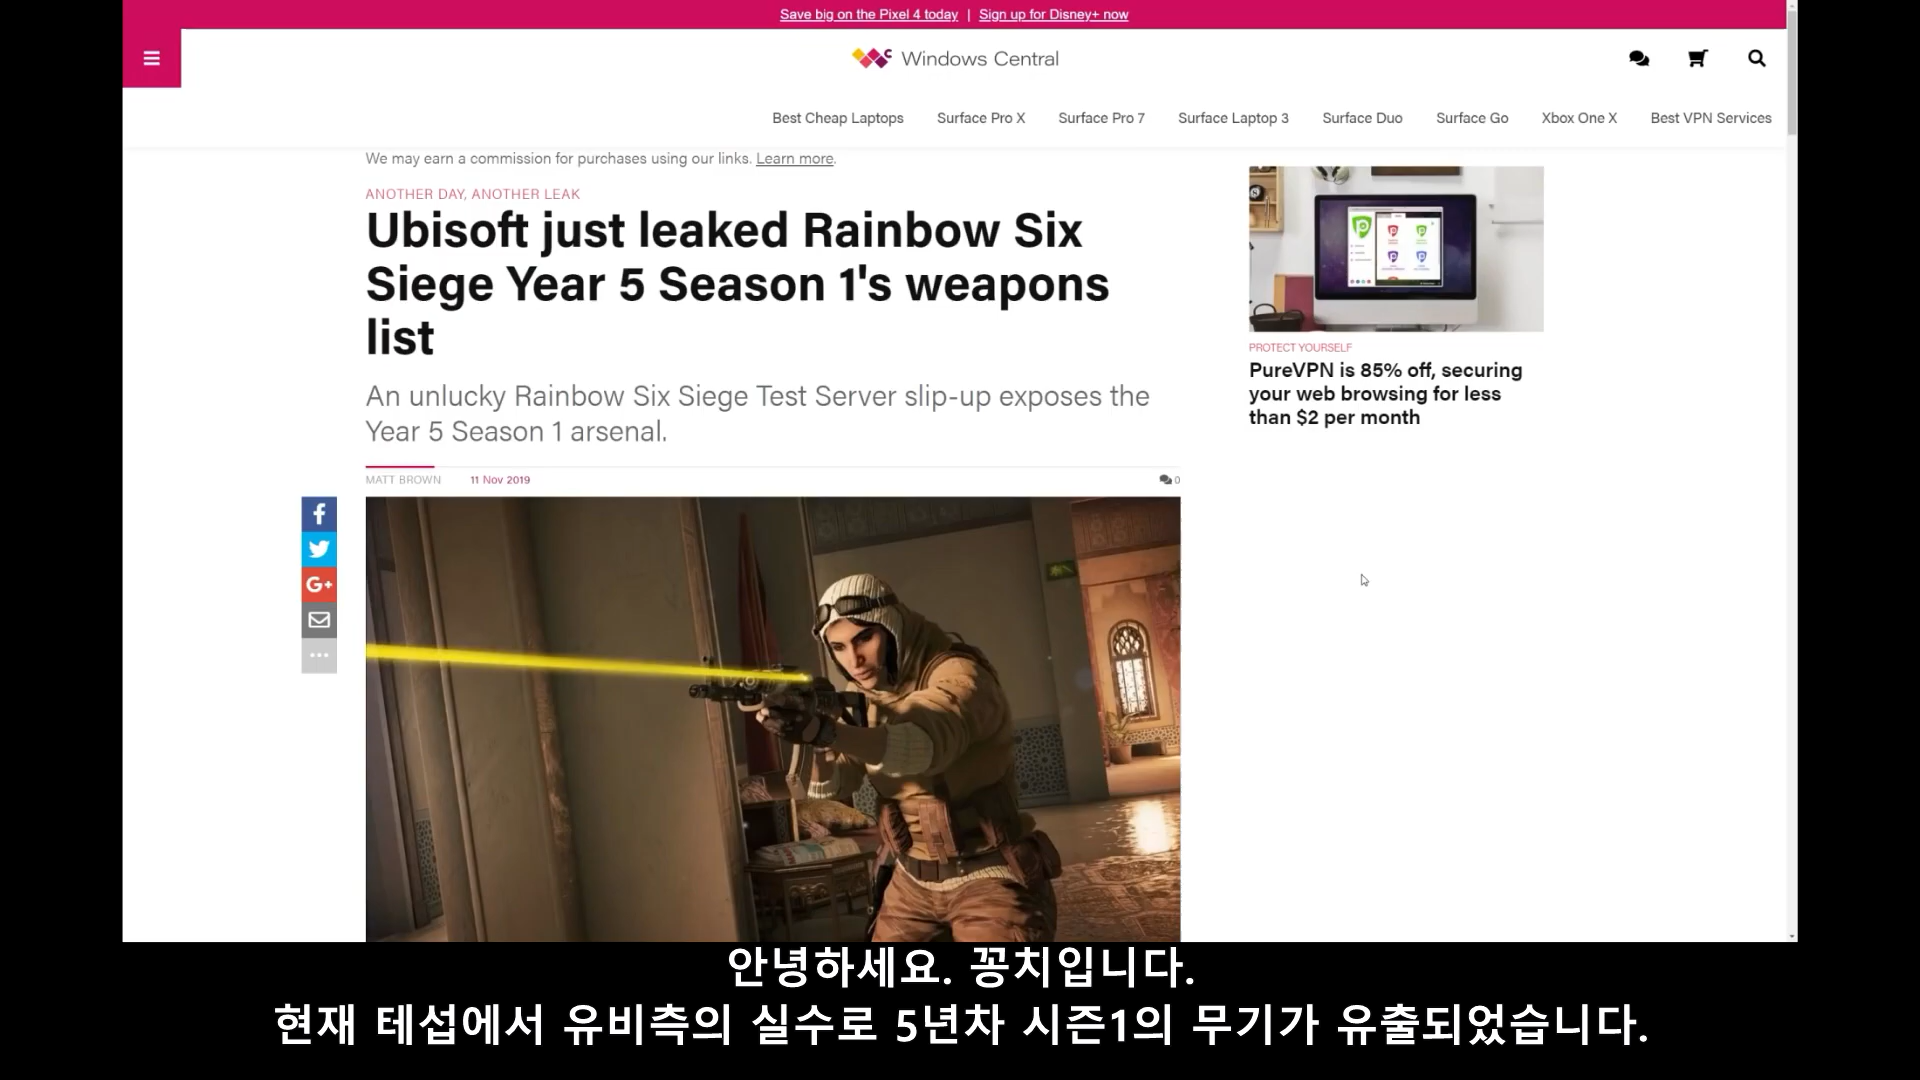 Save big on the Pixel 4 today | Sign up for Disney+ now
Windows Central
Best Cheap Laptops Surface Pro X Surface Pro 7 Surface Laptop 3 Surface Duo Surface Go Xbox One X Best VPN Services
We may earn a commission for purchases using our links. Learn more.
ANOTHER DAY, ANOTHER LEAK
Ubisoft just leaked Rainbow Six
Siege Year 5 Season 1's weapons
list
An unlucky Rainbow Six Siege Test Server slip-up exposes the
Year 5 Season 1 arsenal.
MATT BROWN 11 Nov 2019 0
PROTECT YOURSELF
PureVPN is 85% off, securing
your web browsing for less
than $2 per month
안녕하세요. 꽁치입니다.
현재 테섭에서 유비측의 실수로 5년차 시즌1의 무기가 유출되었습니다.